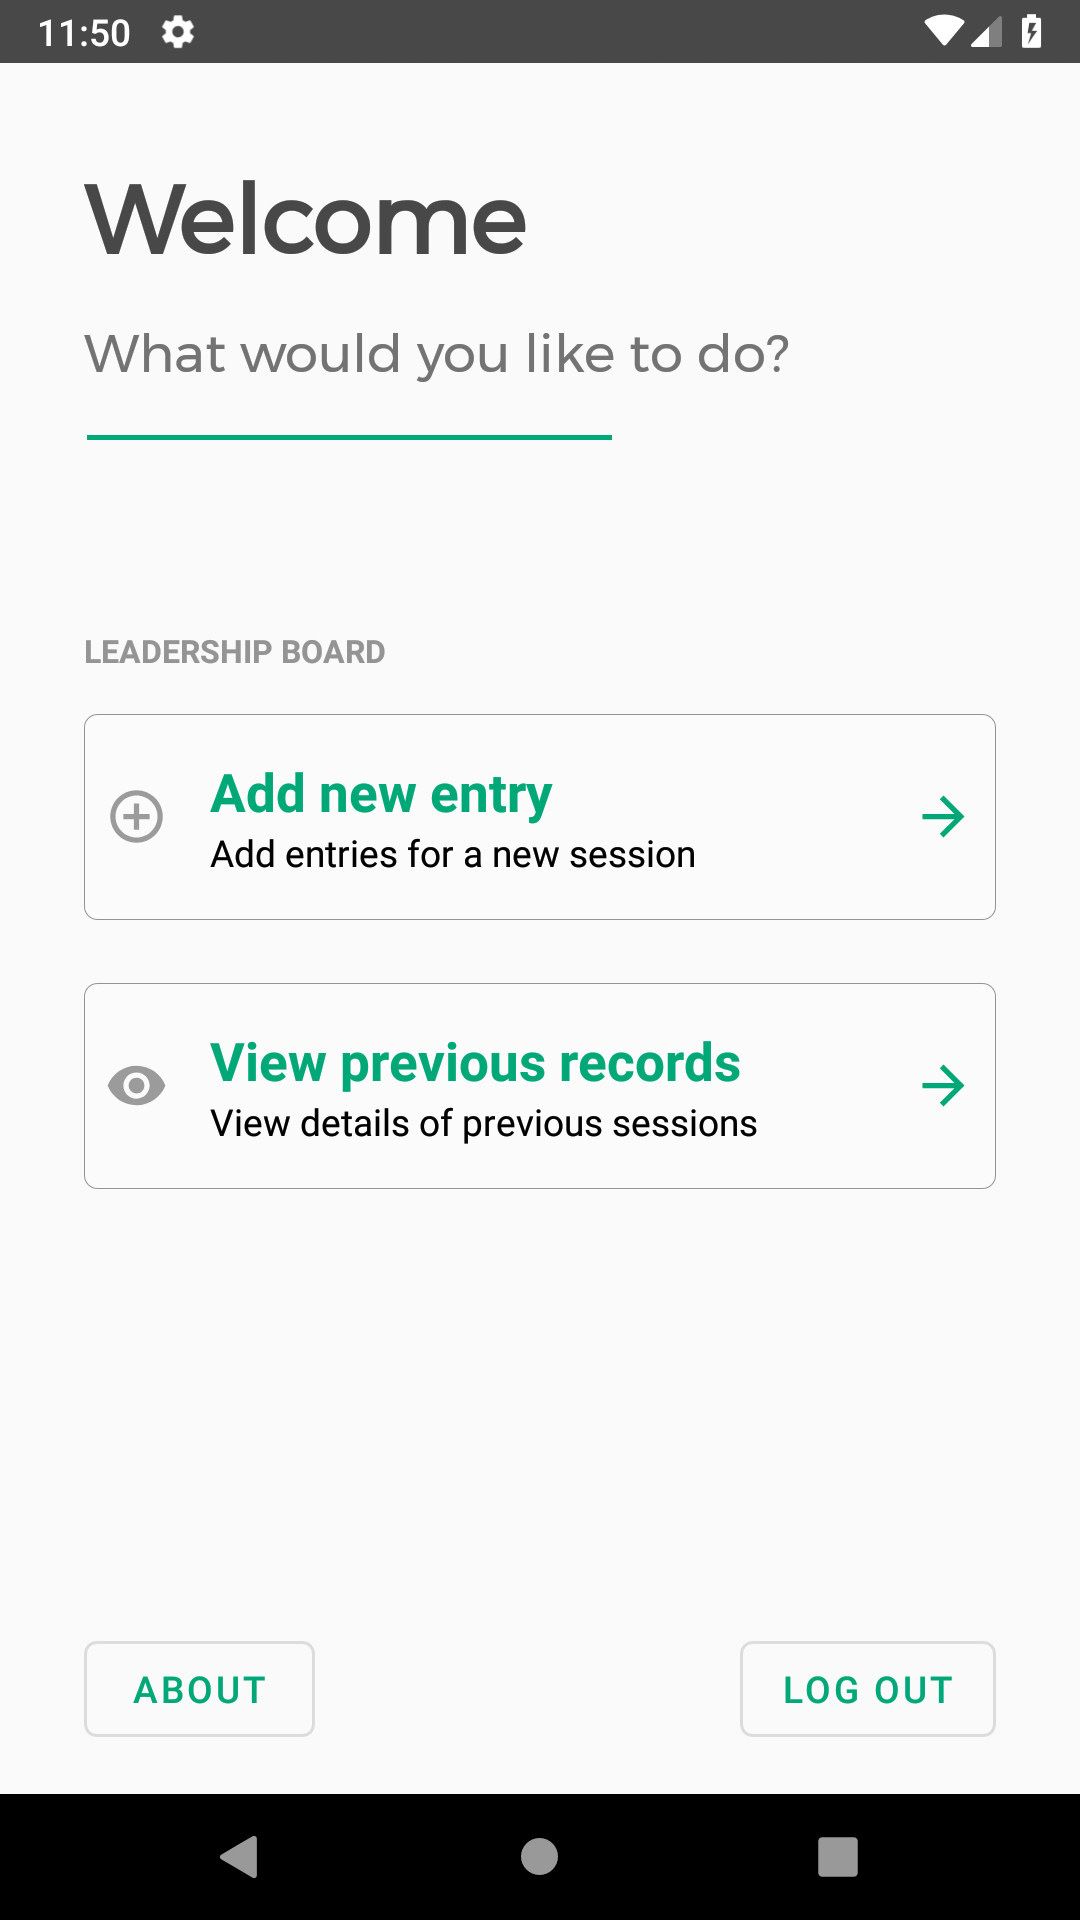 11:50
Welcome
What would you like to do?
LEADERSHIP BOARD
Add new entry
Add entries for a new session
View previous records
View details of previous sessions
ABOUT
LOG OUT